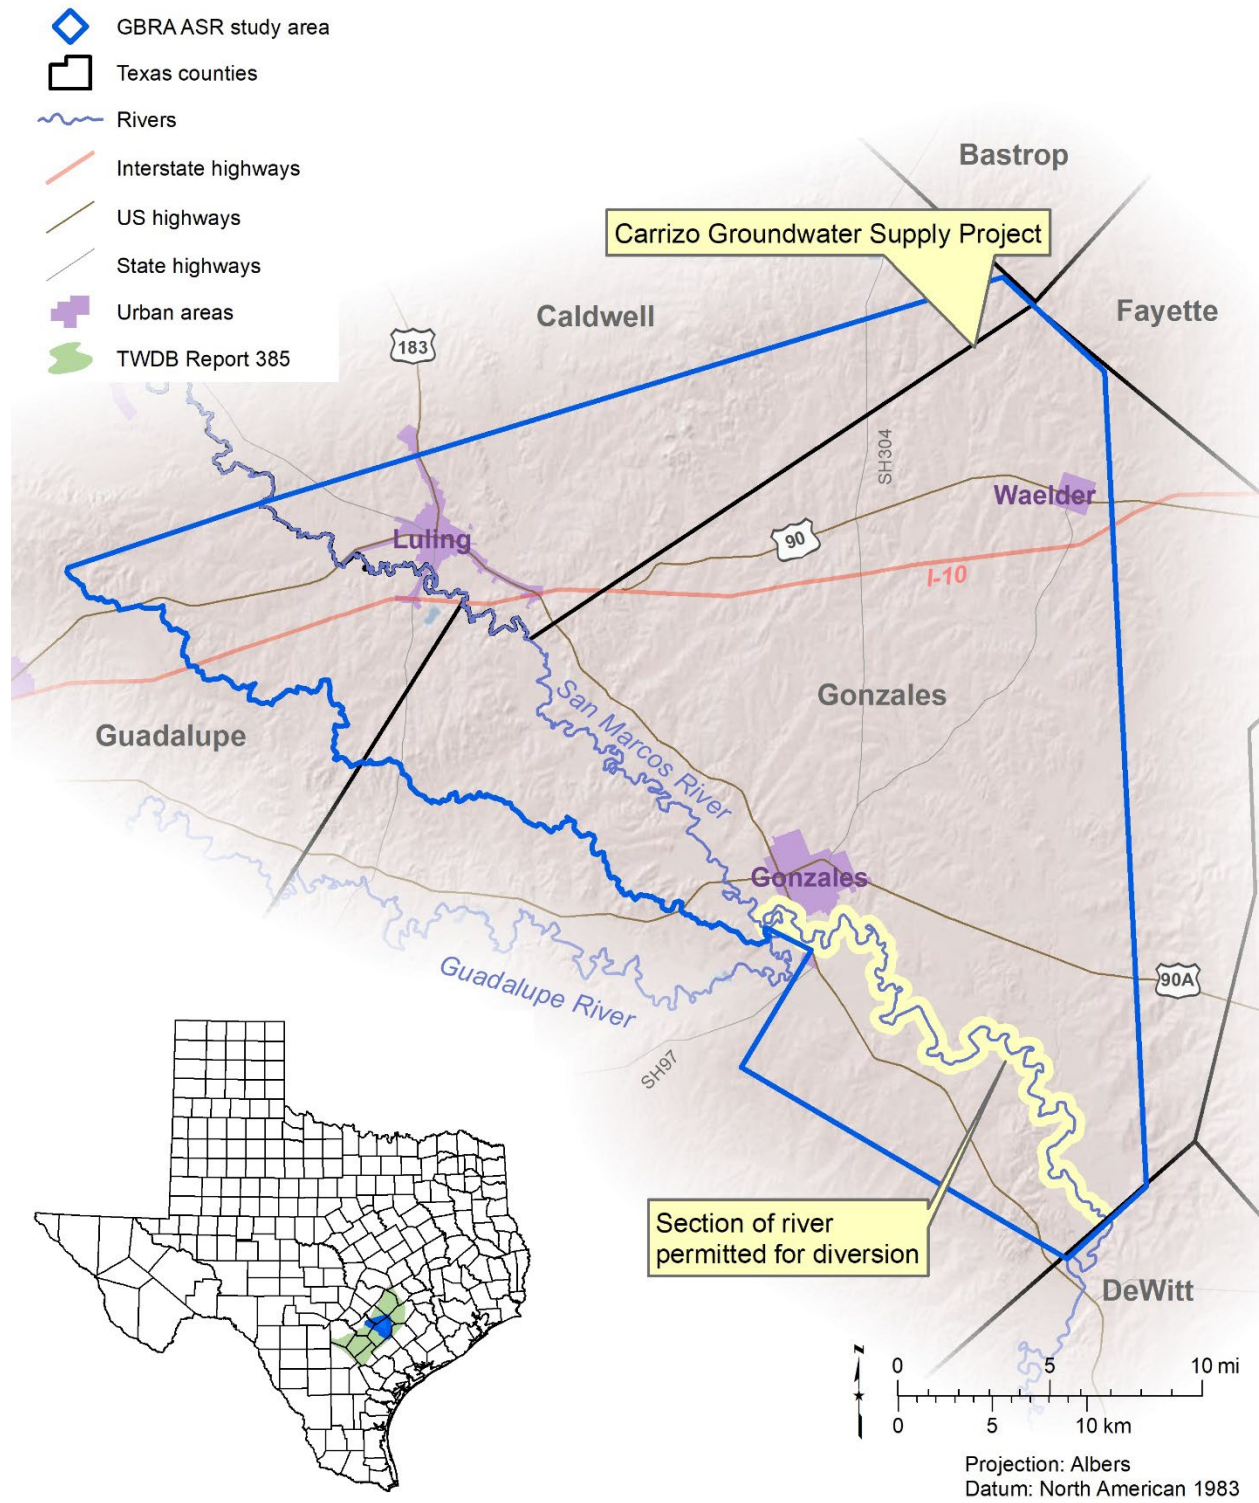 GBRA ASR study area
Texas counties
Rivers
Interstate highways
US highways
State highways
Urban areas
TWDB Report 385
Bastrop
Carrizo Groundwater Supply Project
Caldwell
Fayette
183
SH304
Waelder
Luling
90
I-10
San Marcos River
Gonzales
Guadalupe
Gonzales
Guadalupe River
90A
SH97
Section of river
permitted for diversion
DeWitt
N
0 5 10 mi
0 5 10 km
Projection: Albers
Datum: North American 1983